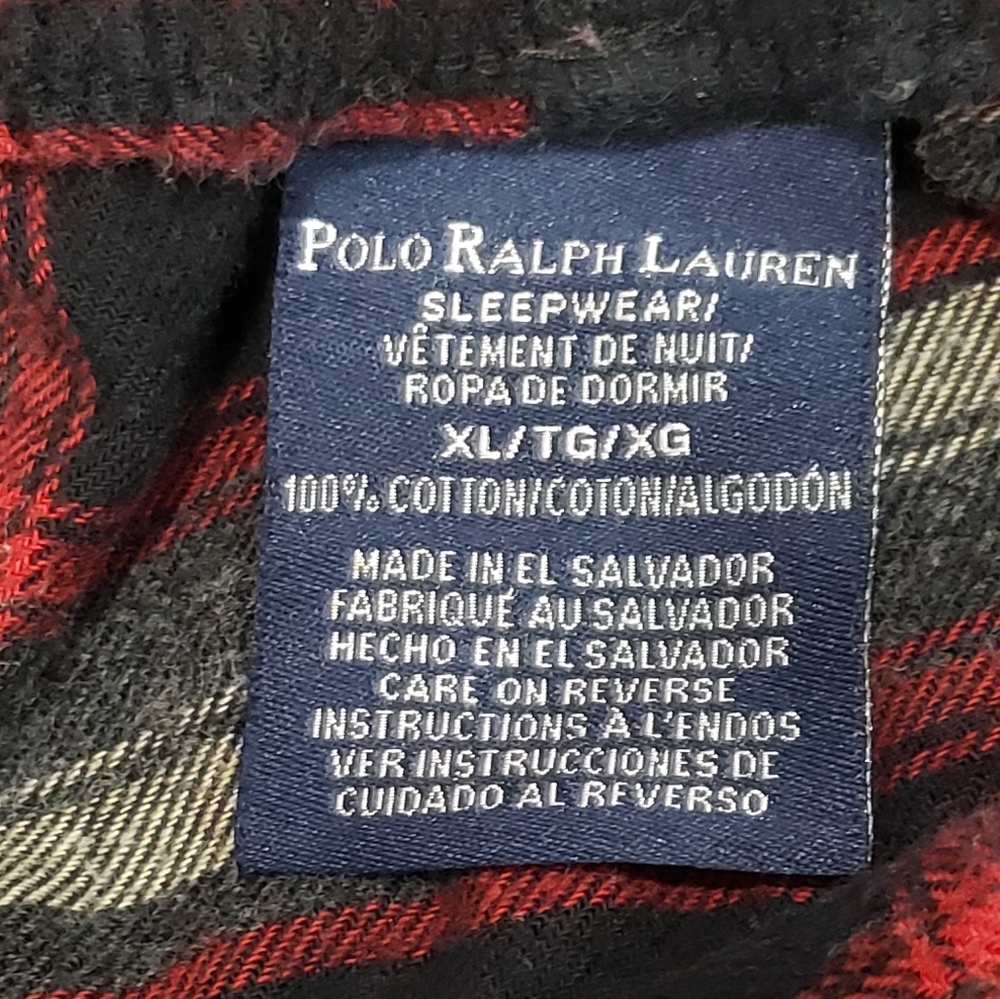 POLO RALPH LAUREN
SLEEPWEAR/
VÊTEMENT DE NUIT/
ROPA DE DORMIR
XL/TG/XG
100% COTTON/COTON/ALGODÓN
MADE IN EL SALVADOR
FABRIQUÉ AU SALVADOR
HECHO EN EL SALVADOR
CARE ON REVERSE
INSTRUCTIONS À L'ENDOS
VER INSTRUCCIONES DE
CUIDADO AL REVERSO